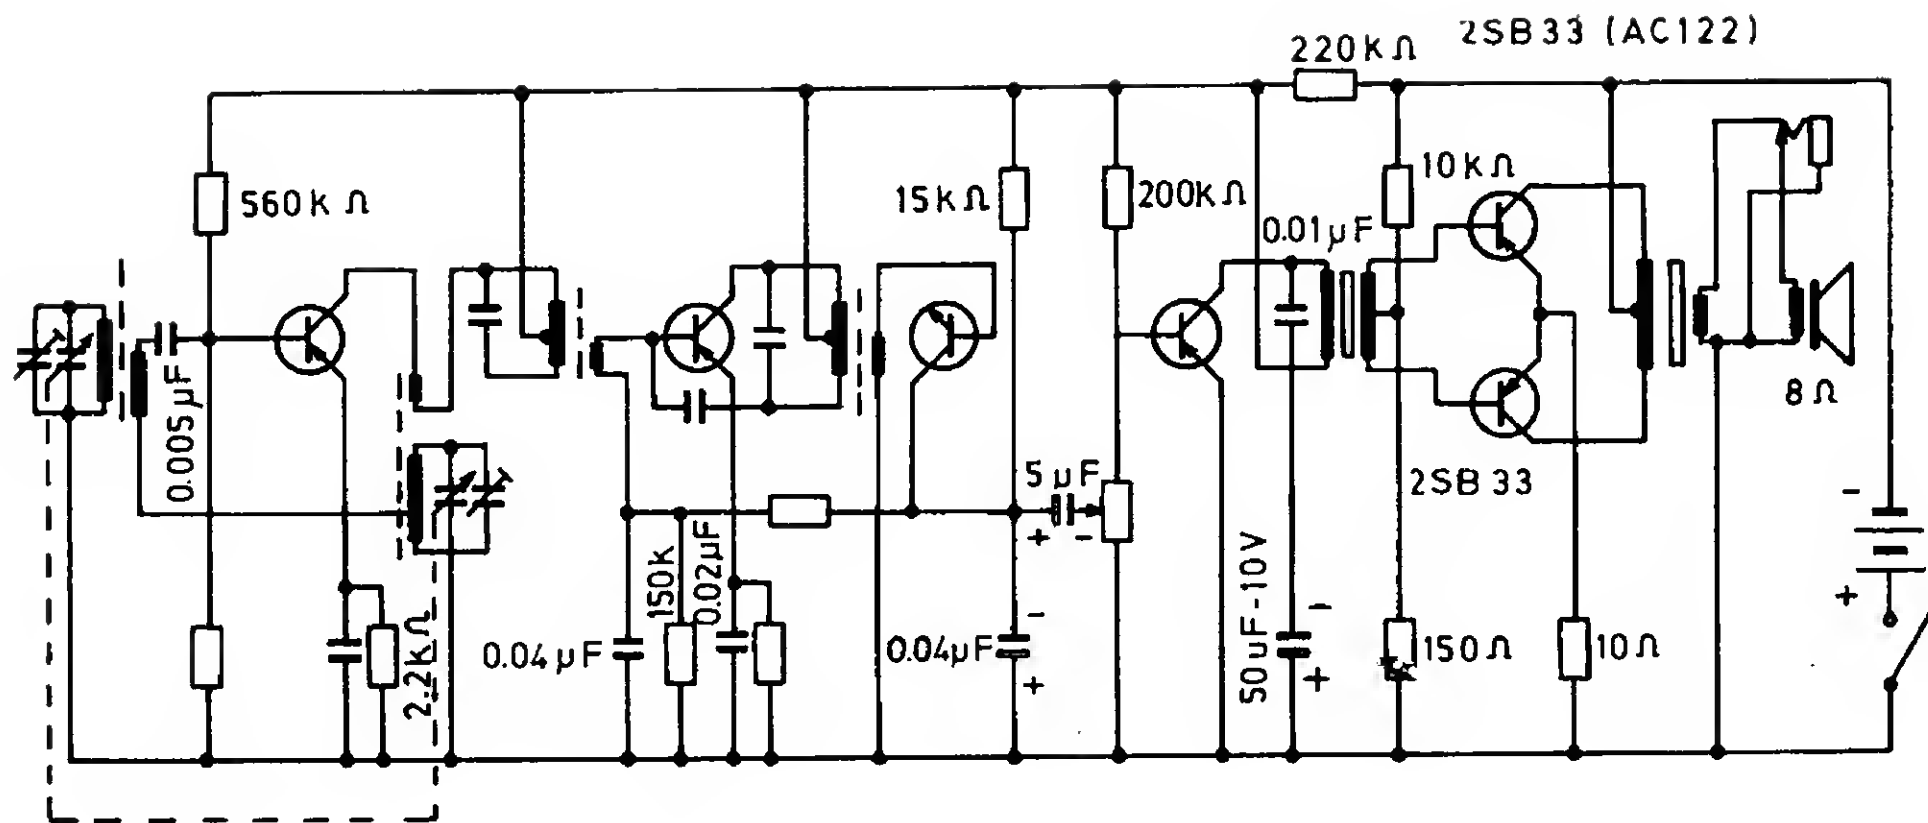 2SB33 (AC122)
220kΩ
560kΩ
15kΩ
200kΩ
10kΩ
0.01µF
0.005µF
8Ω
5µF
2SB33
-
+ -
150k
0.02µF
50uF-10V
+
2.2kΩ
0.04µF
0.04µF
-
+
-
+
150Ω
10Ω